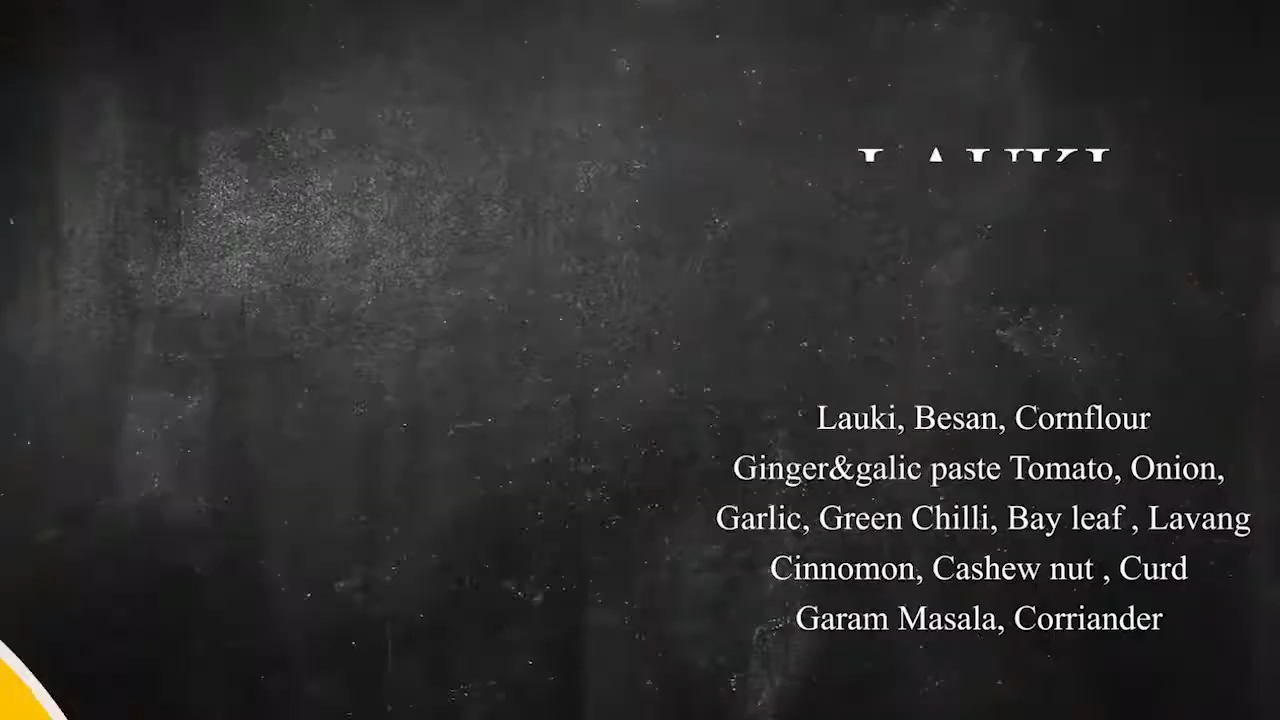 LAUKI
Lauki, Besan, Cornflour
Ginger&galic paste Tomato, Onion,
Garlic, Green Chilli, Bay leaf , Lavang
Cinnomon, Cashew nut , Curd
Garam Masala, Corriander